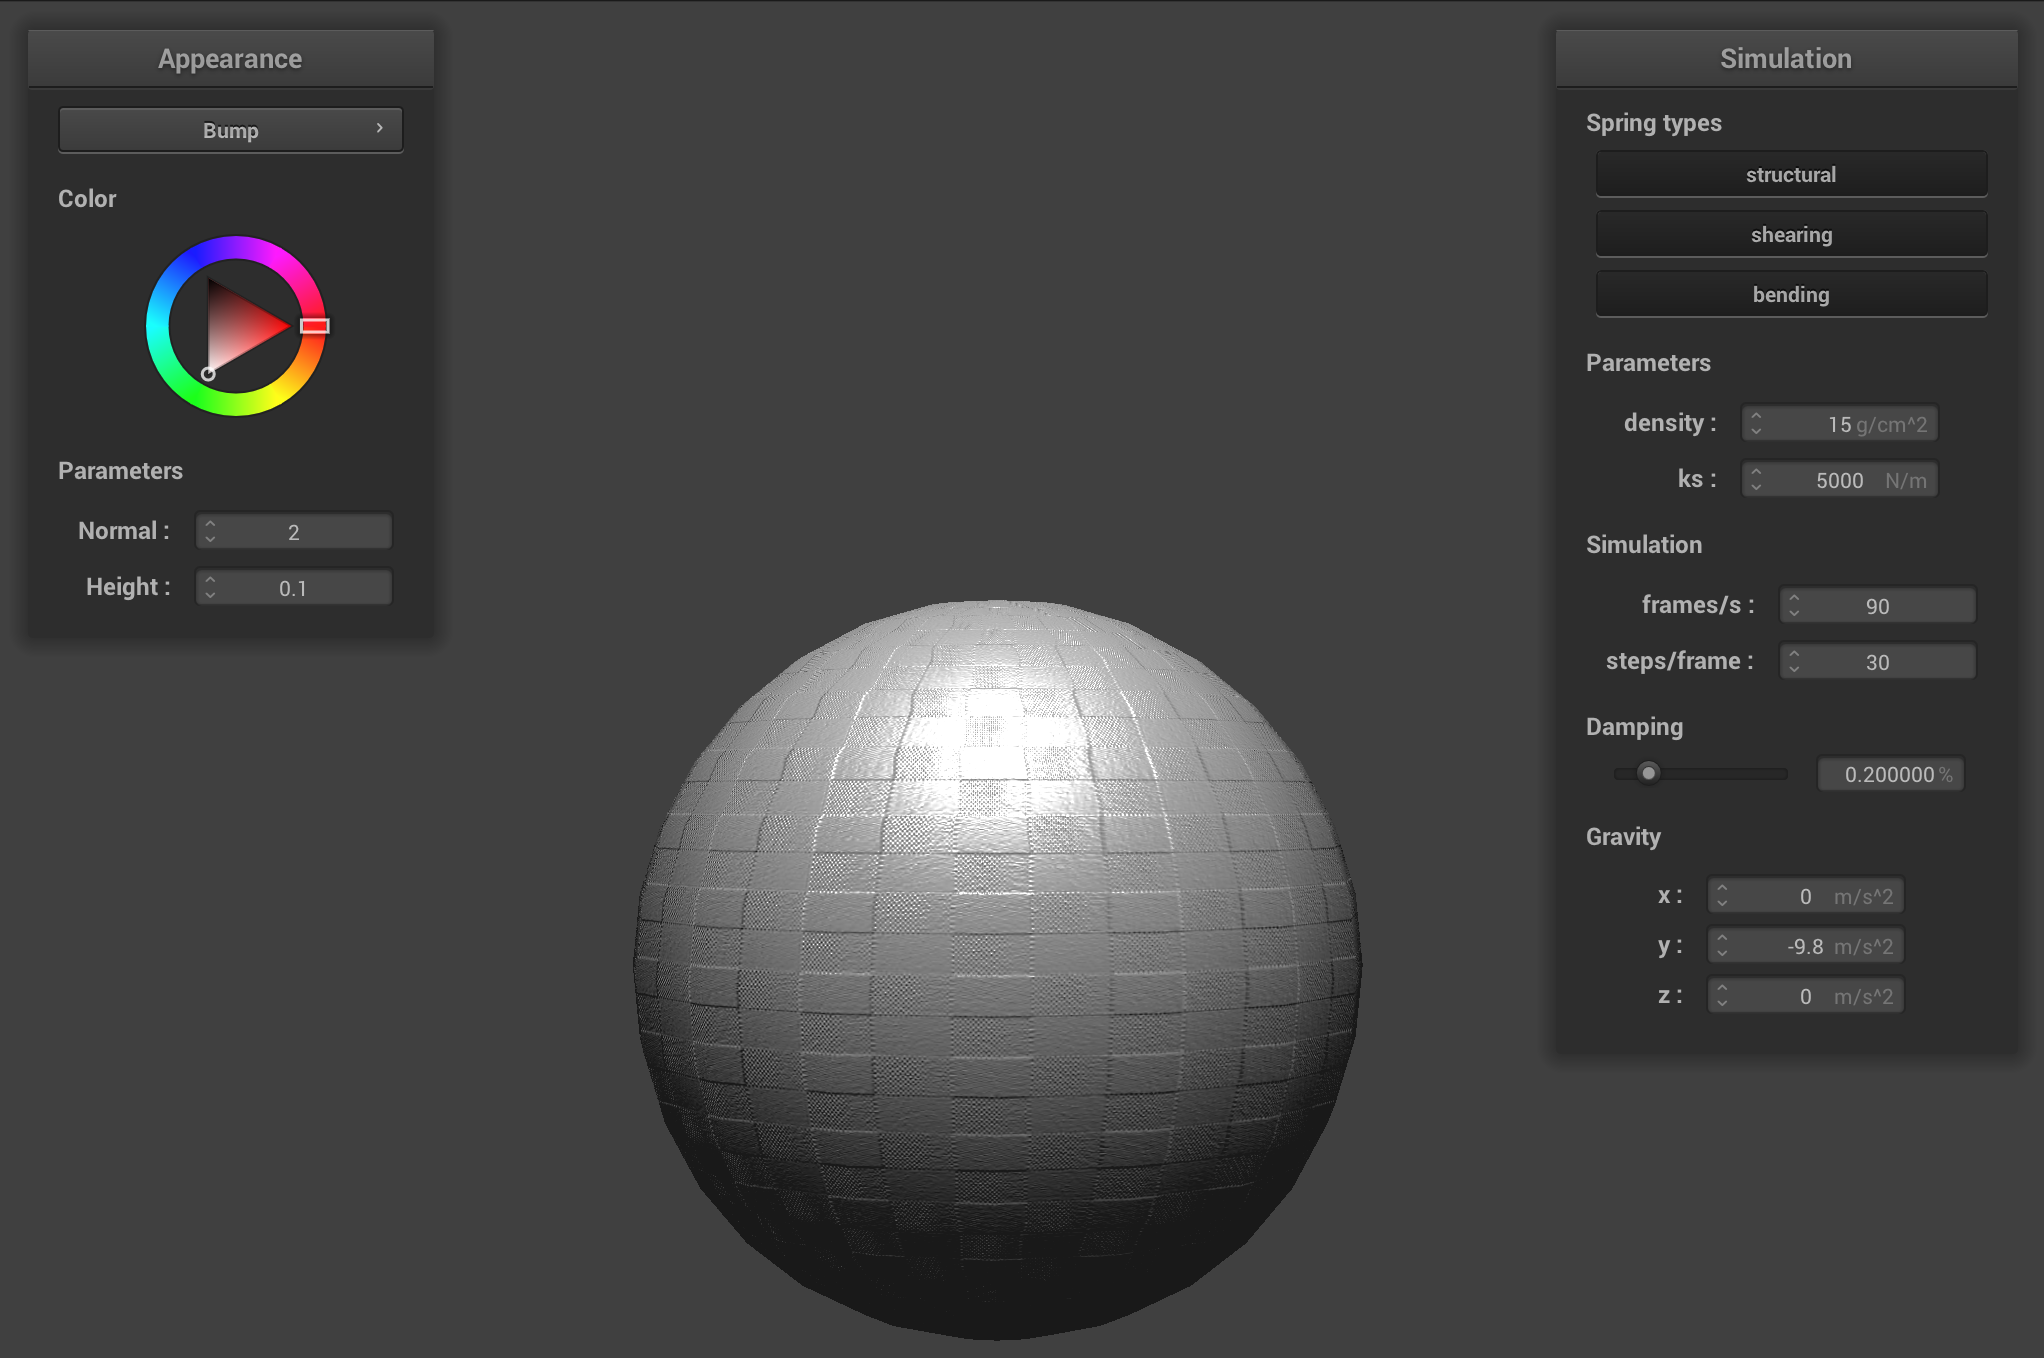 Appearance
Bump
Color
Parameters
Normal : 2
Height : 0.1
Simulation
Spring types
structural
shearing
bending
Parameters
density : 15 g/cm^2
ks : 5000 N/m
Simulation
frames/s : 90
steps/frame : 30
Damping
0.200000 %
Gravity
x : 0 m/s^2
y : -9.8 m/s^2
z : 0 m/s^2